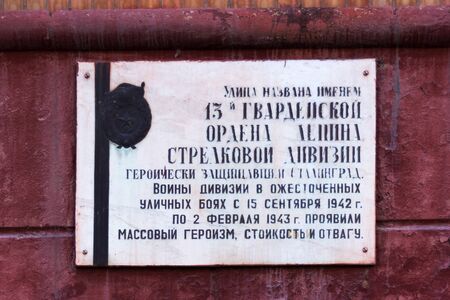 Улица названа именем
13й гвардейской
ордена Ленина
стрелковой дивизии
героически защищавшей Сталинград.
Воины дивизии в ожесточенных
уличных боях с 15 сентября 1942 г.
по 2 февраля 1943 г. проявили
массовый героизм, стойкость и отвагу.